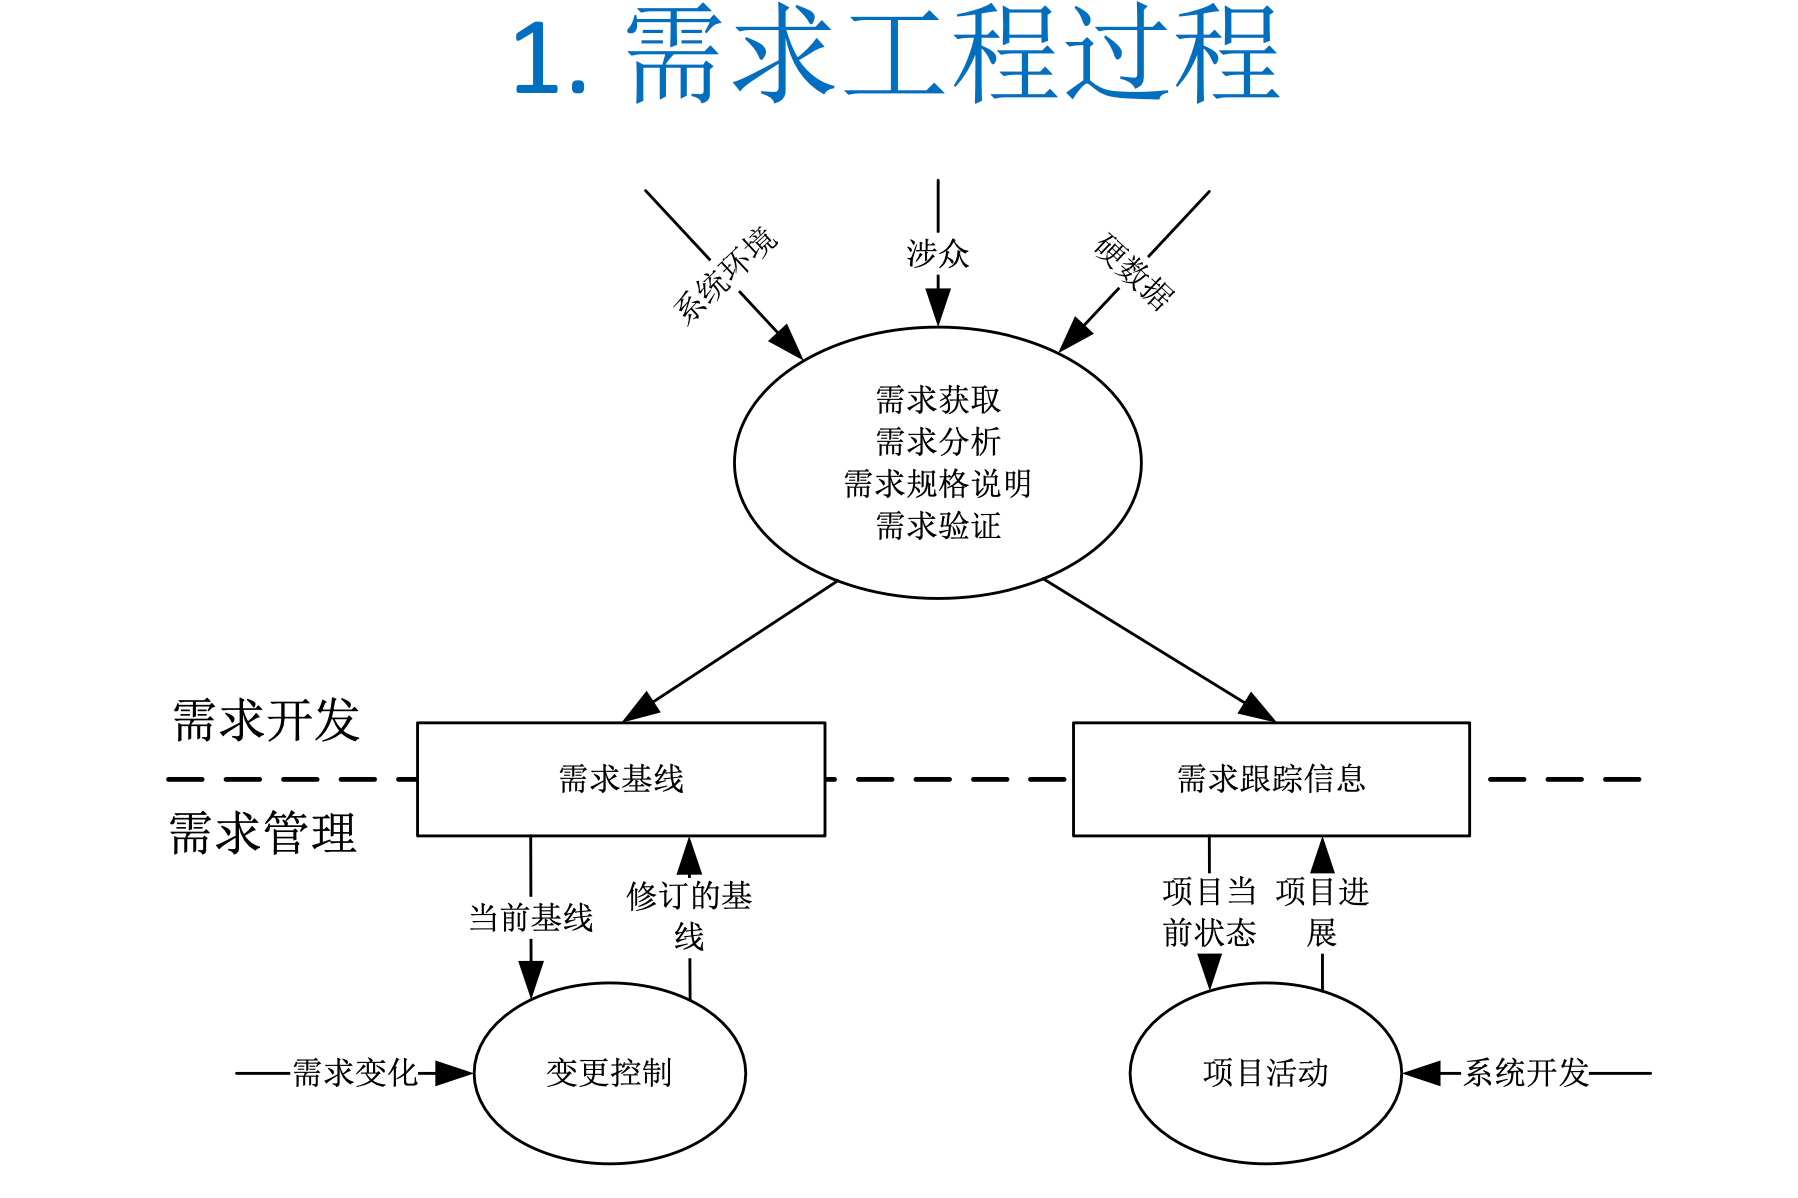 1. 需求工程过程
系统环境
涉众
硬数据
需求获取
需求分析
需求规格说明
需求验证
需求开发
需求基线
需求跟踪信息
需求管理
当前基线
修订的基
线
项目当
前状态
项目进
展
需求变化
变更控制
项目活动
系统开发